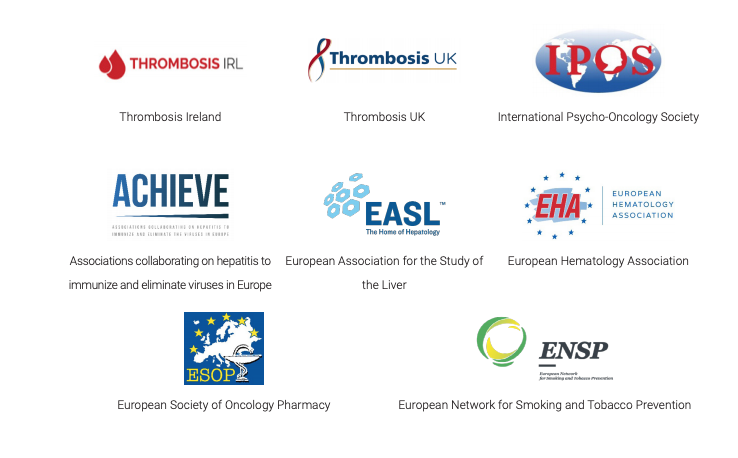 THROMBOSIS IRL
Thrombosis UK
IPOS
Thrombosis Ireland
Thrombosis UK
International Psycho-Oncology Society
ACHIEVE
ASSOCIATIONS COLLABORATING ON HEPATITIS TO
IMMUNIZE AND ELIMINATE THE VIRUSES IN EUROPE
EASL™
The Home of Hepatology
EHA
EUROPEAN
HEMATOLOGY
ASSOCIATION
Associations collaborating on hepatitis to
immunize and eliminate viruses in Europe
European Association for the Study of
the Liver
European Hematology Association
ESOP
ENSP
European Network
for Smoking and Tobacco Prevention
European Society of Oncology Pharmacy
European Network for Smoking and Tobacco Prevention